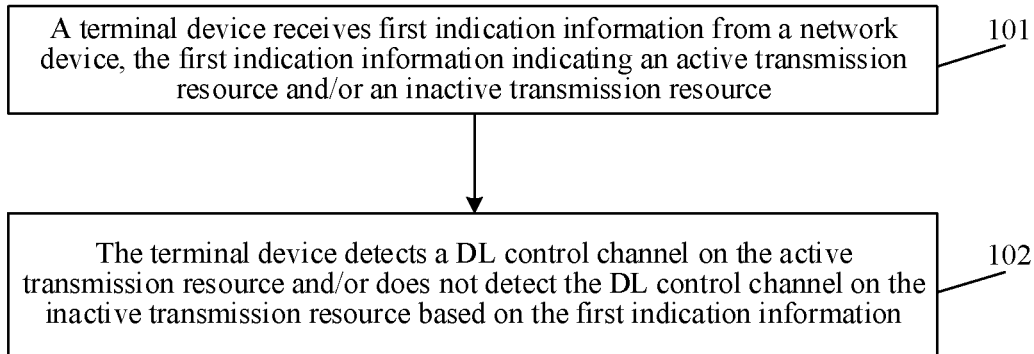 A terminal device receives first indication information from a network
device, the first indication information indicating an active transmission
resource and/or an inactive transmission resource
101
The terminal device detects a DL control channel on the active
transmission resource and/or does not detect the DL control channel on the
inactive transmission resource based on the first indication information
102